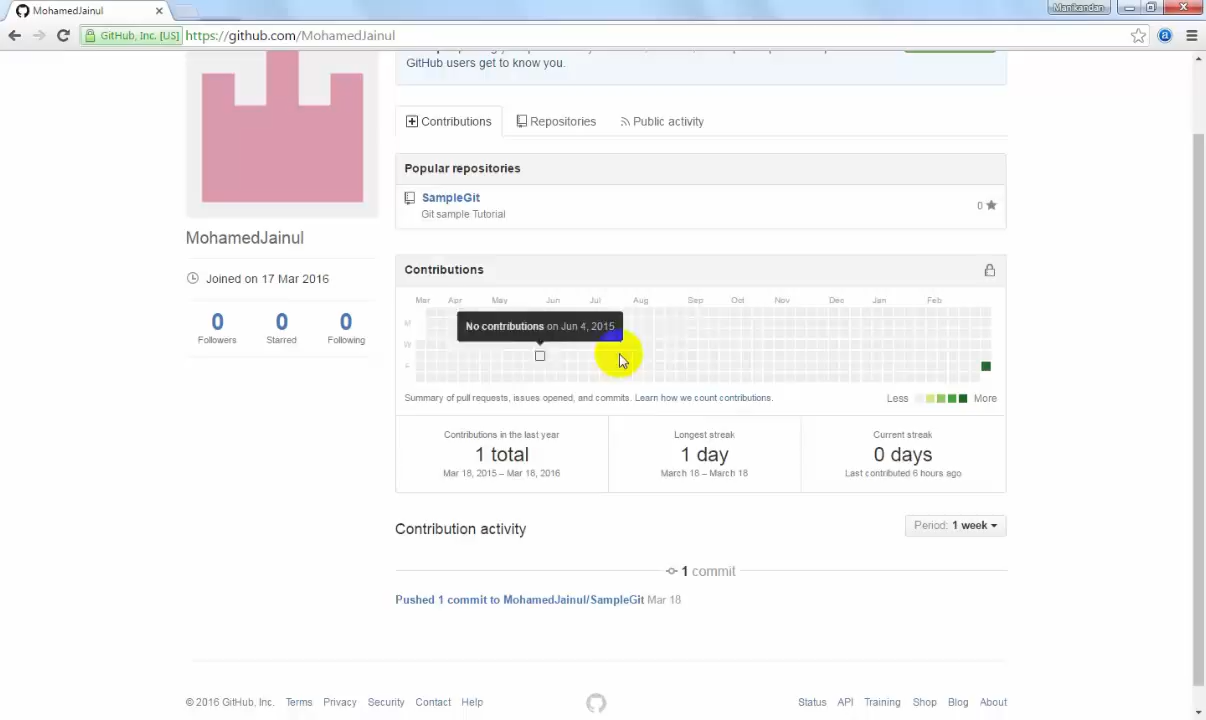 MohamedJainul
Manikandan
GitHub, Inc. [US] https://github.com/MohamedJainul
GitHub users get to know you.
Contributions Repositories Public activity
Popular repositories
SampleGit
Git sample Tutorial
0
MohamedJainul
Joined on 17 Mar 2016
0 0 0
Followers Starred Following
Contributions
Mar Apr May Jun Jul Aug Sep Oct Nov Dec Jan Feb
M
No contributions on Jun 4, 2015
W
F
Summary of pull requests, issues opened, and commits. Learn how we count contributions.
Less More
Contributions in the last year
1 total
Mar 18, 2015 – Mar 18, 2016
Longest streak
1 day
March 18 – March 18
Current streak
0 days
Last contributed 6 hours ago
Contribution activity
Period: 1 week
1 commit
Pushed 1 commit to MohamedJainul/SampleGit Mar 18
© 2016 GitHub, Inc. Terms Privacy Security Contact Help
Status API Training Shop Blog About